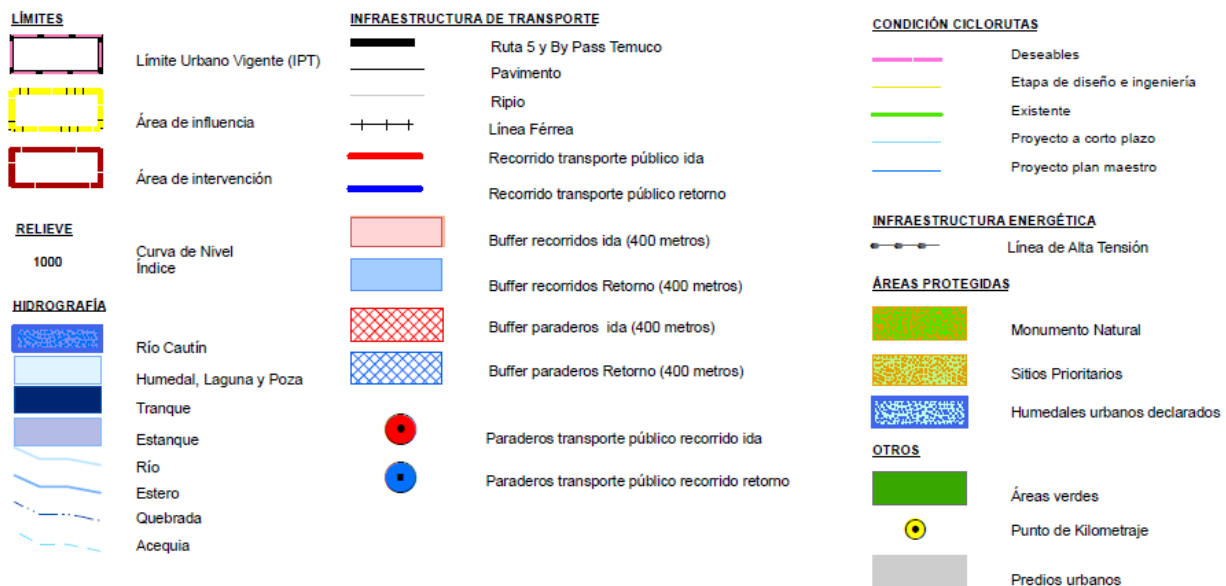 LÍMITES
Límite Urbano Vigente (IPT)
Área de influencia
Área de intervención
RELIEVE
1000
Curva de Nivel
Índice
HIDROGRAFÍA
Río Cautín
Humedal, Laguna y Poza
Tranque
Estanque
Río
Estero
Quebrada
Acequia
INFRAESTRUCTURA DE TRANSPORTE
Ruta 5 y By Pass Temuco
Pavimento
Ripio
Línea Férrea
Recorrido transporte público ida
Recorrido transporte público retorno
Buffer recorridos ida (400 metros)
Buffer recorridos Retorno (400 metros)
Buffer paraderos ida (400 metros)
Buffer paraderos Retorno (400 metros)
Paraderos transporte público recorrido ida
Paraderos transporte público recorrido retorno
CONDICIÓN CICLORUTAS
Deseables
Etapa de diseño e ingeniería
Existente
Proyecto a corto plazo
Proyecto plan maestro
INFRAESTRUCTURA ENERGÉTICA
Línea de Alta Tensión
ÁREAS PROTEGIDAS
Monumento Natural
Sitios Prioritarios
Humedales urbanos declarados
OTROS
Áreas verdes
Punto de Kilometraje
Predios urbanos